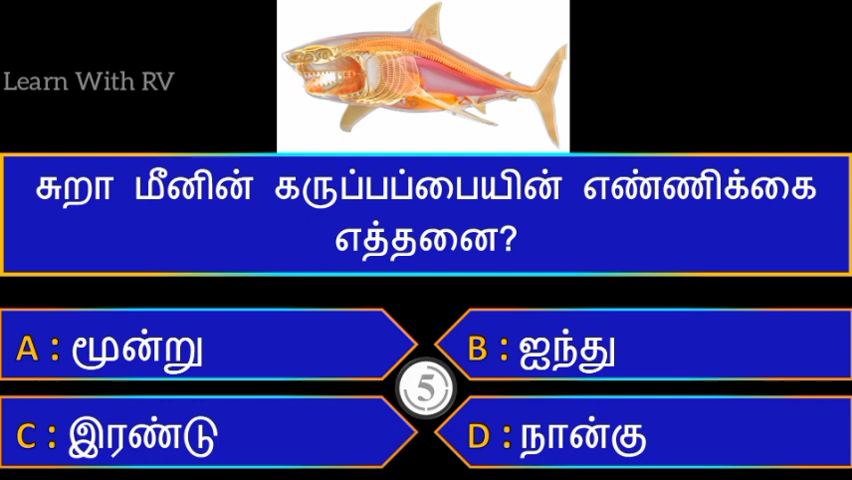 Learn With RV
சுறா மீனின் கருப்பப்பையின் எண்ணிக்கை
எத்தனை?
A : மூன்று
B : ஐந்து
5
C : இரண்டு
D : நான்கு